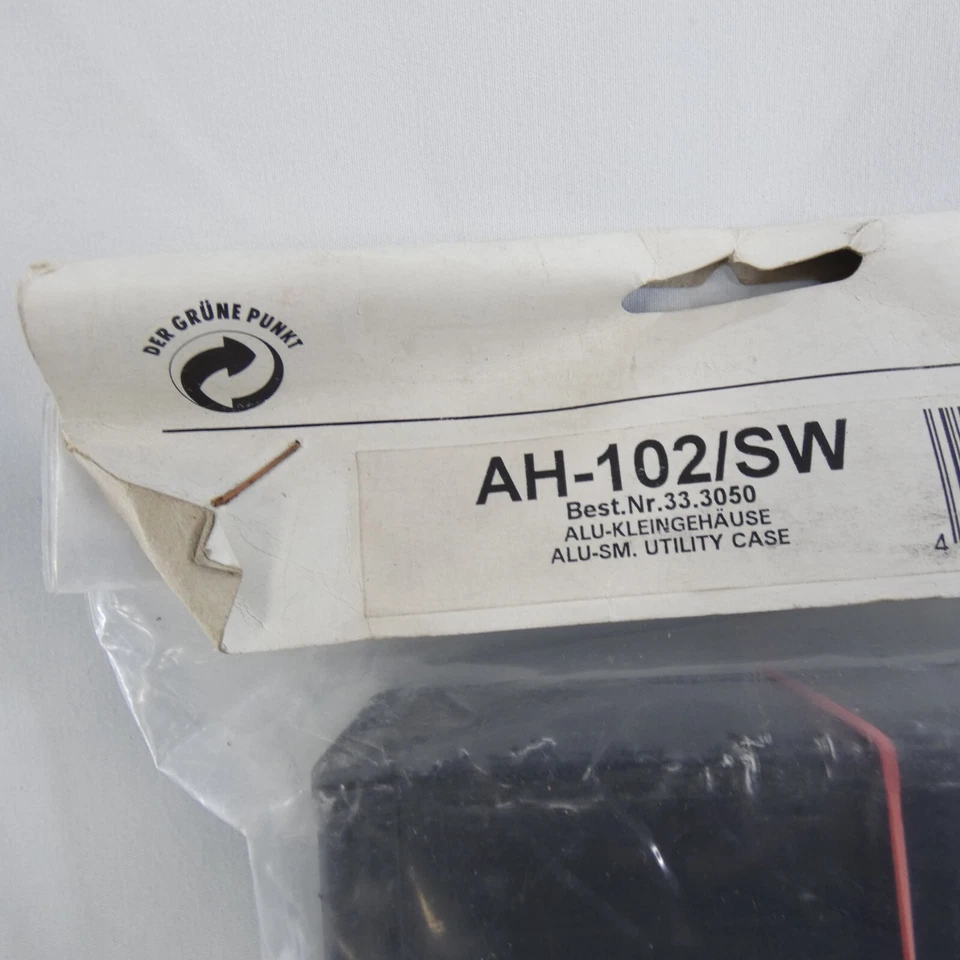 DER GRÜNE PUNKT
AH-102/SW
Best.Nr.33.3050
ALU-KLEINGEHÄUSE
ALU-SM. UTILITY CASE
4